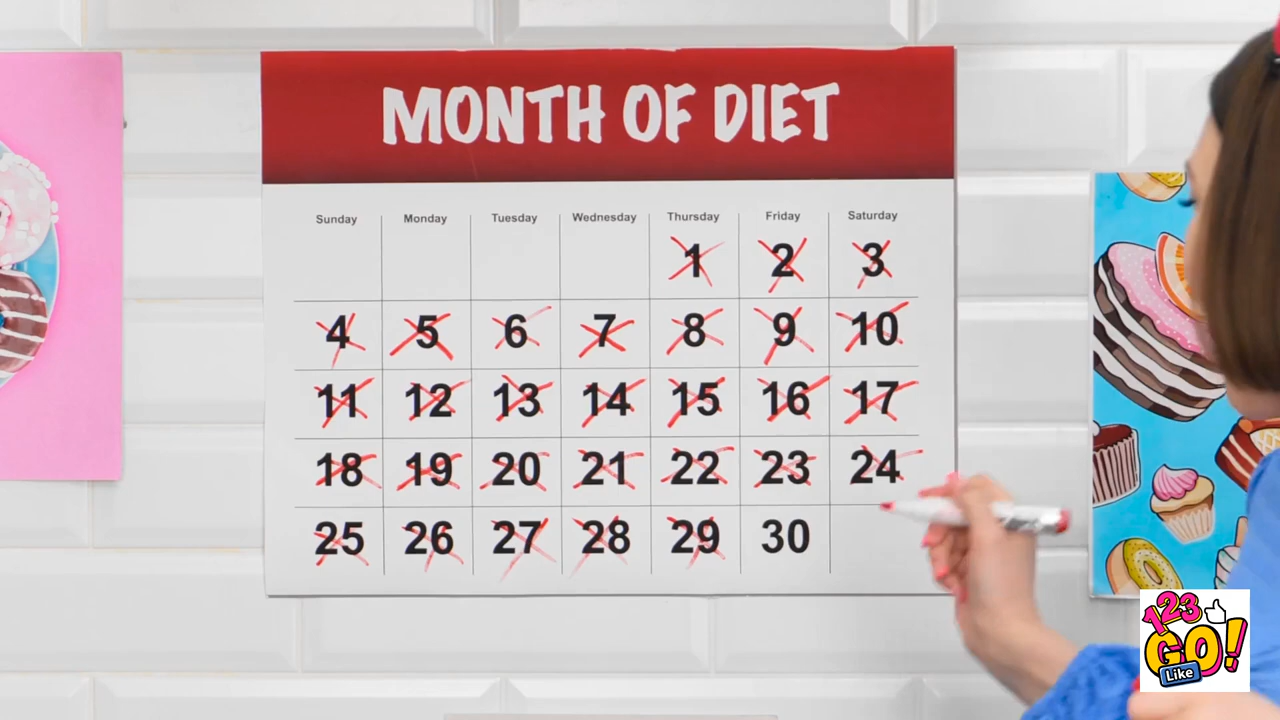 MONTH OF DIET
Sunday Monday Tuesday Wednesday Thursday Friday Saturday
1 2 3
4 5 6 7 8 9 10
11 12 13 14 15 16 17
18 19 20 21 22 23 24
25 26 27 28 29 30
123
GO!
Like